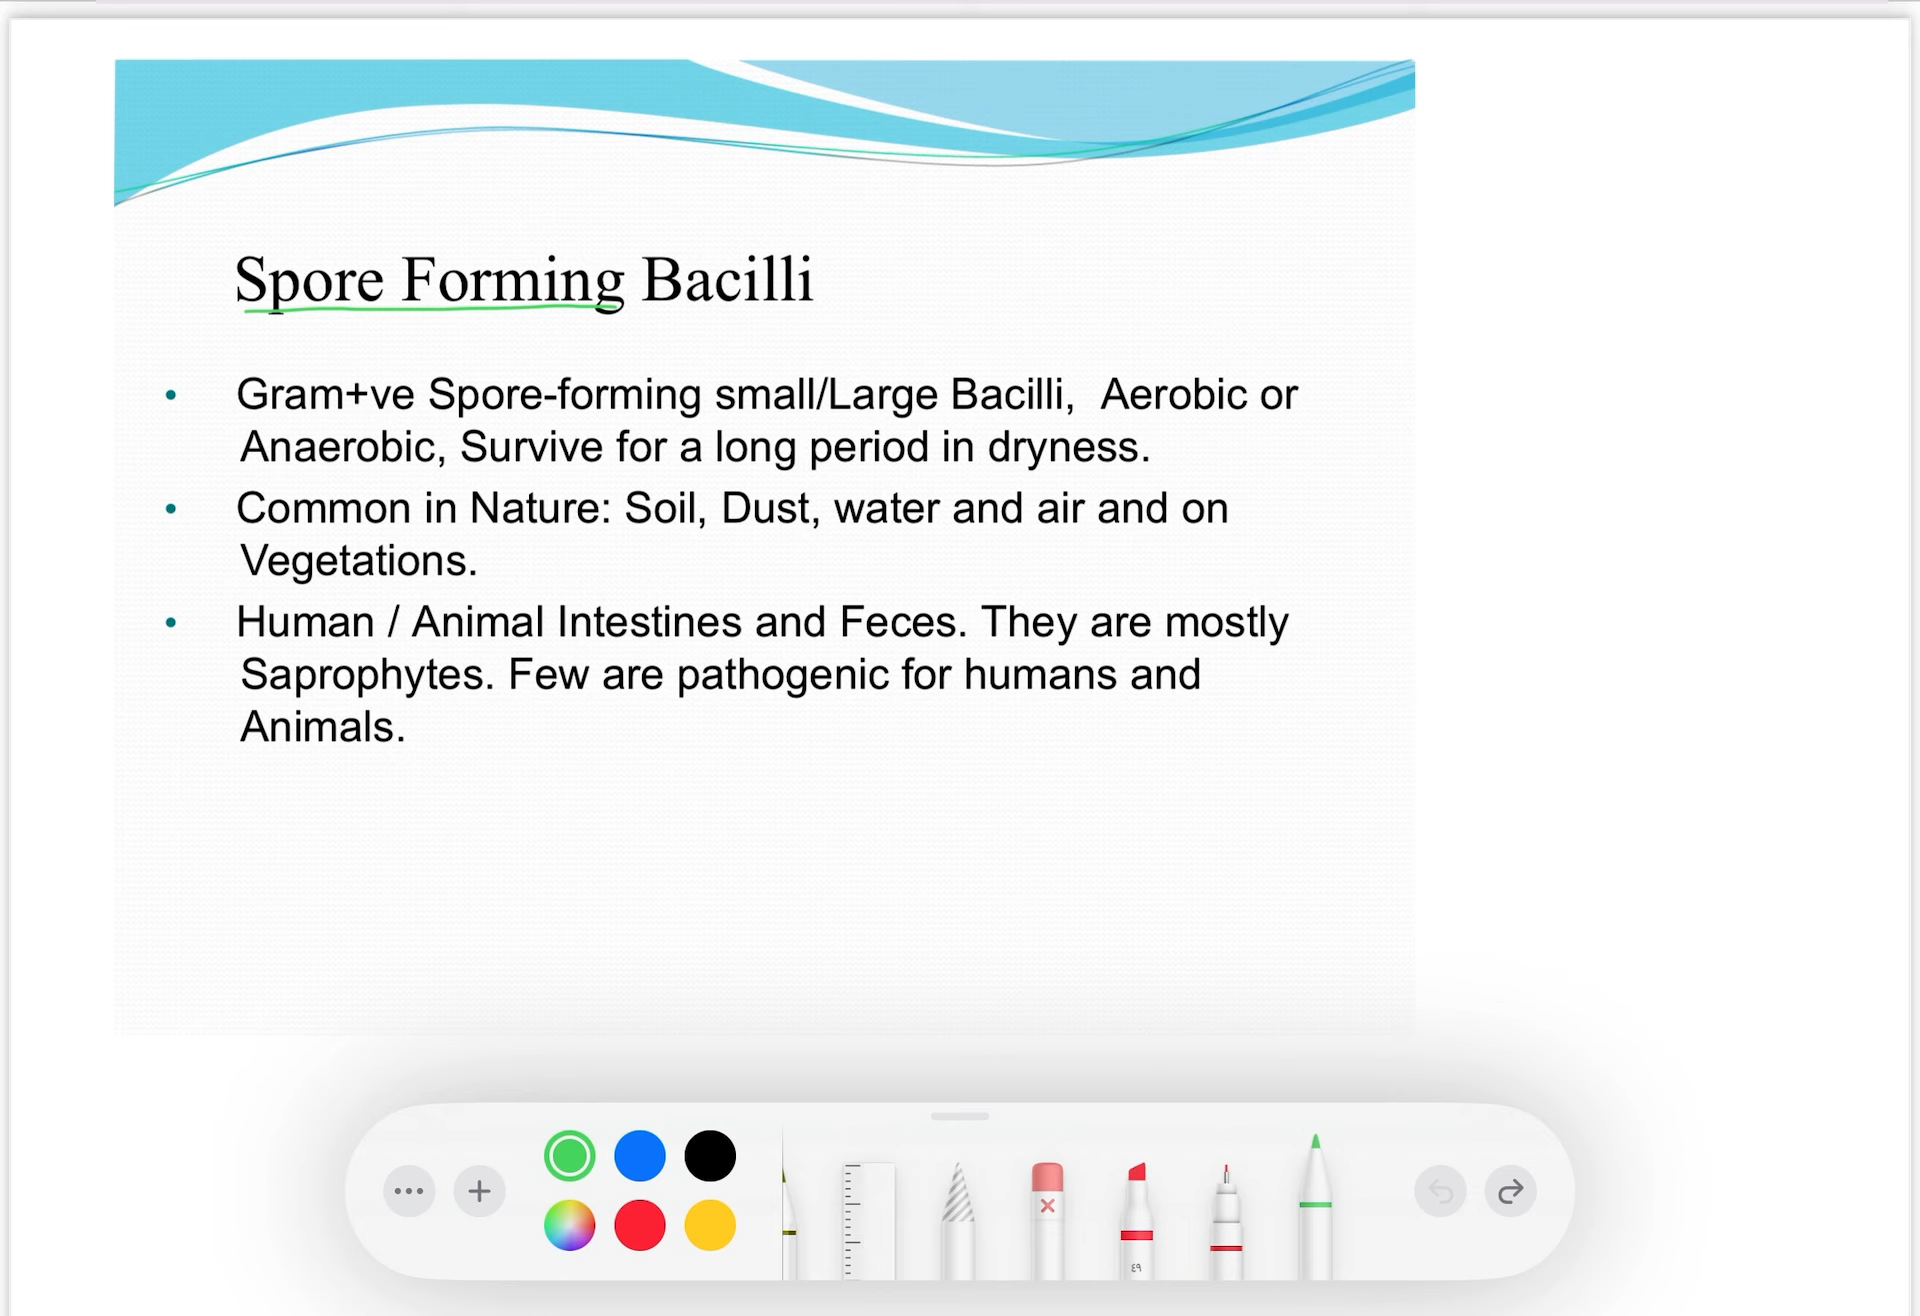 Spore Forming Bacilli
• Gram+ve Spore-forming small/Large Bacilli, Aerobic or
Anaerobic, Survive for a long period in dryness.
• Common in Nature: Soil, Dust, water and air and on
Vegetations.
• Human / Animal Intestines and Feces. They are mostly
Saprophytes. Few are pathogenic for humans and
Animals.
٤٩